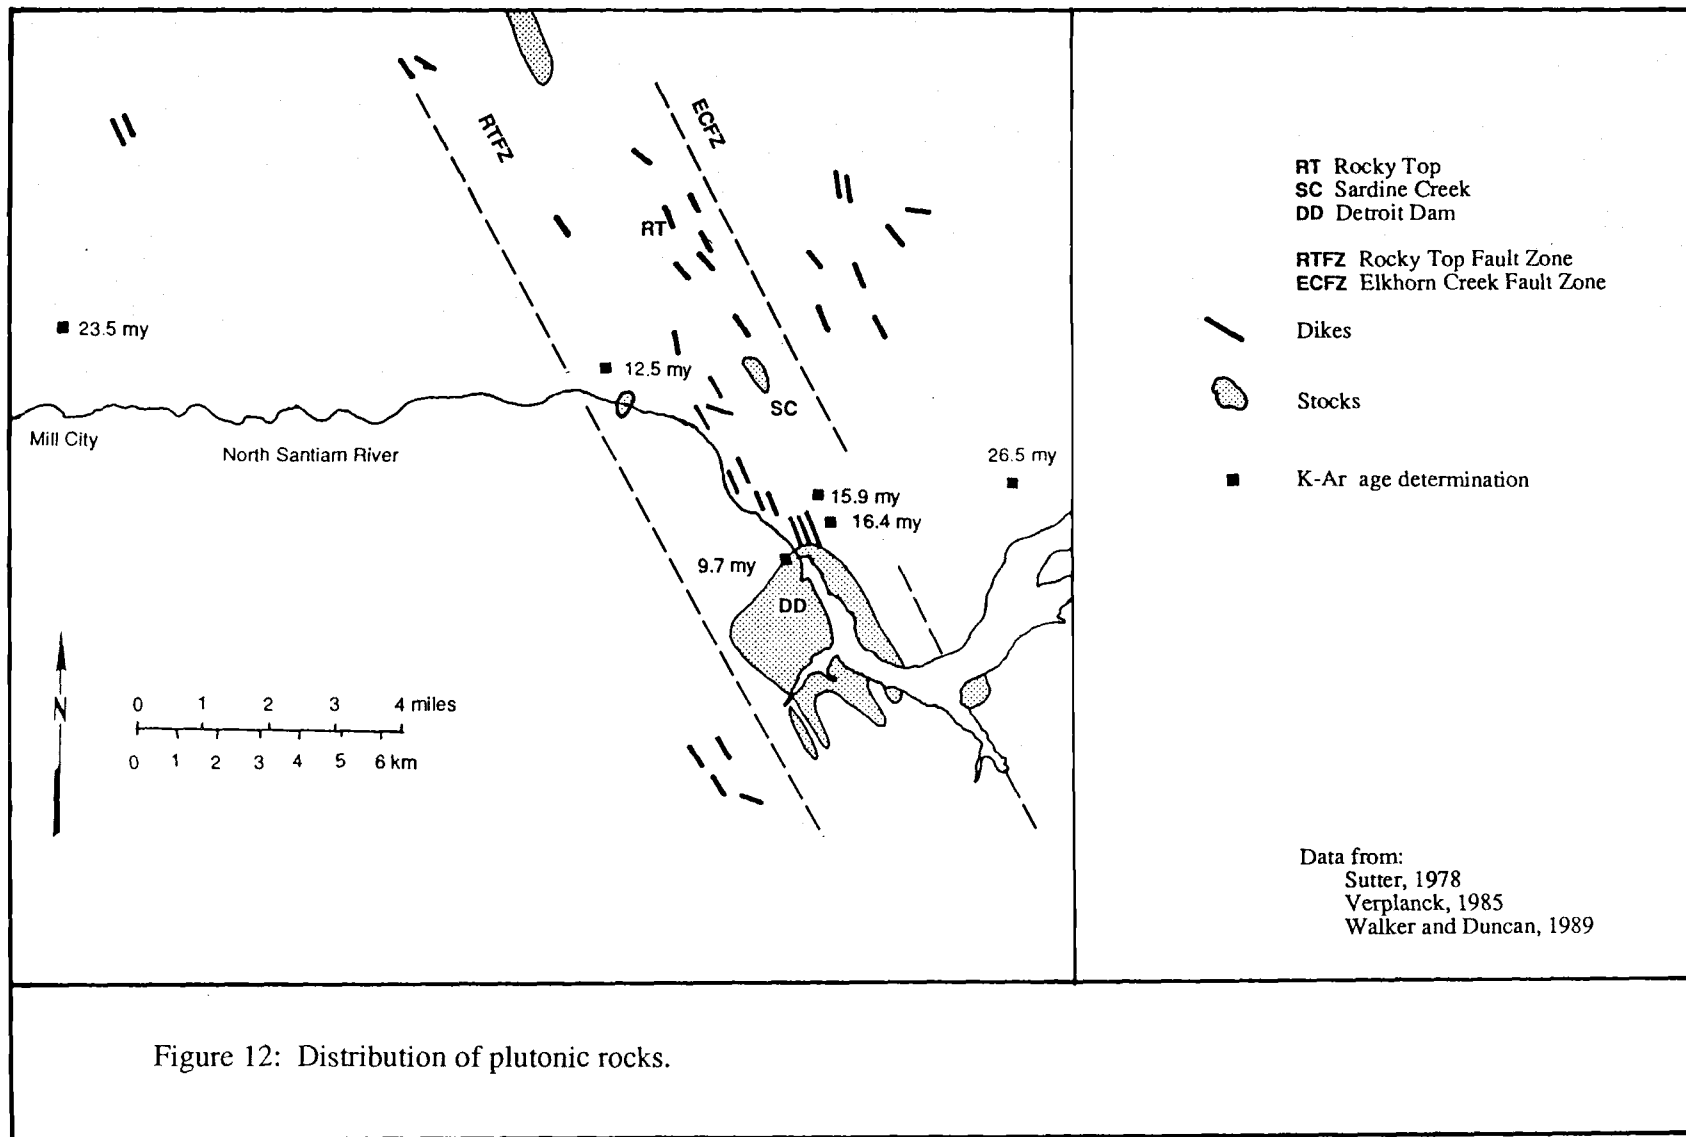 RTFZ
ECFZ
RT
23.5 my
12.5 my
SC
Mill City
North Santiam River
26.5 my
15.9 my
16.4 my
9.7 my
DD
N
0 1 2 3 4 miles
0 1 2 3 4 5 6 km
RT Rocky Top
SC Sardine Creek
DD Detroit Dam
RTFZ Rocky Top Fault Zone
ECFZ Elkhorn Creek Fault Zone
Dikes
Stocks
K-Ar age determination
Data from:
Sutter, 1978
Verplanck, 1985
Walker and Duncan, 1989
Figure 12: Distribution of plutonic rocks.